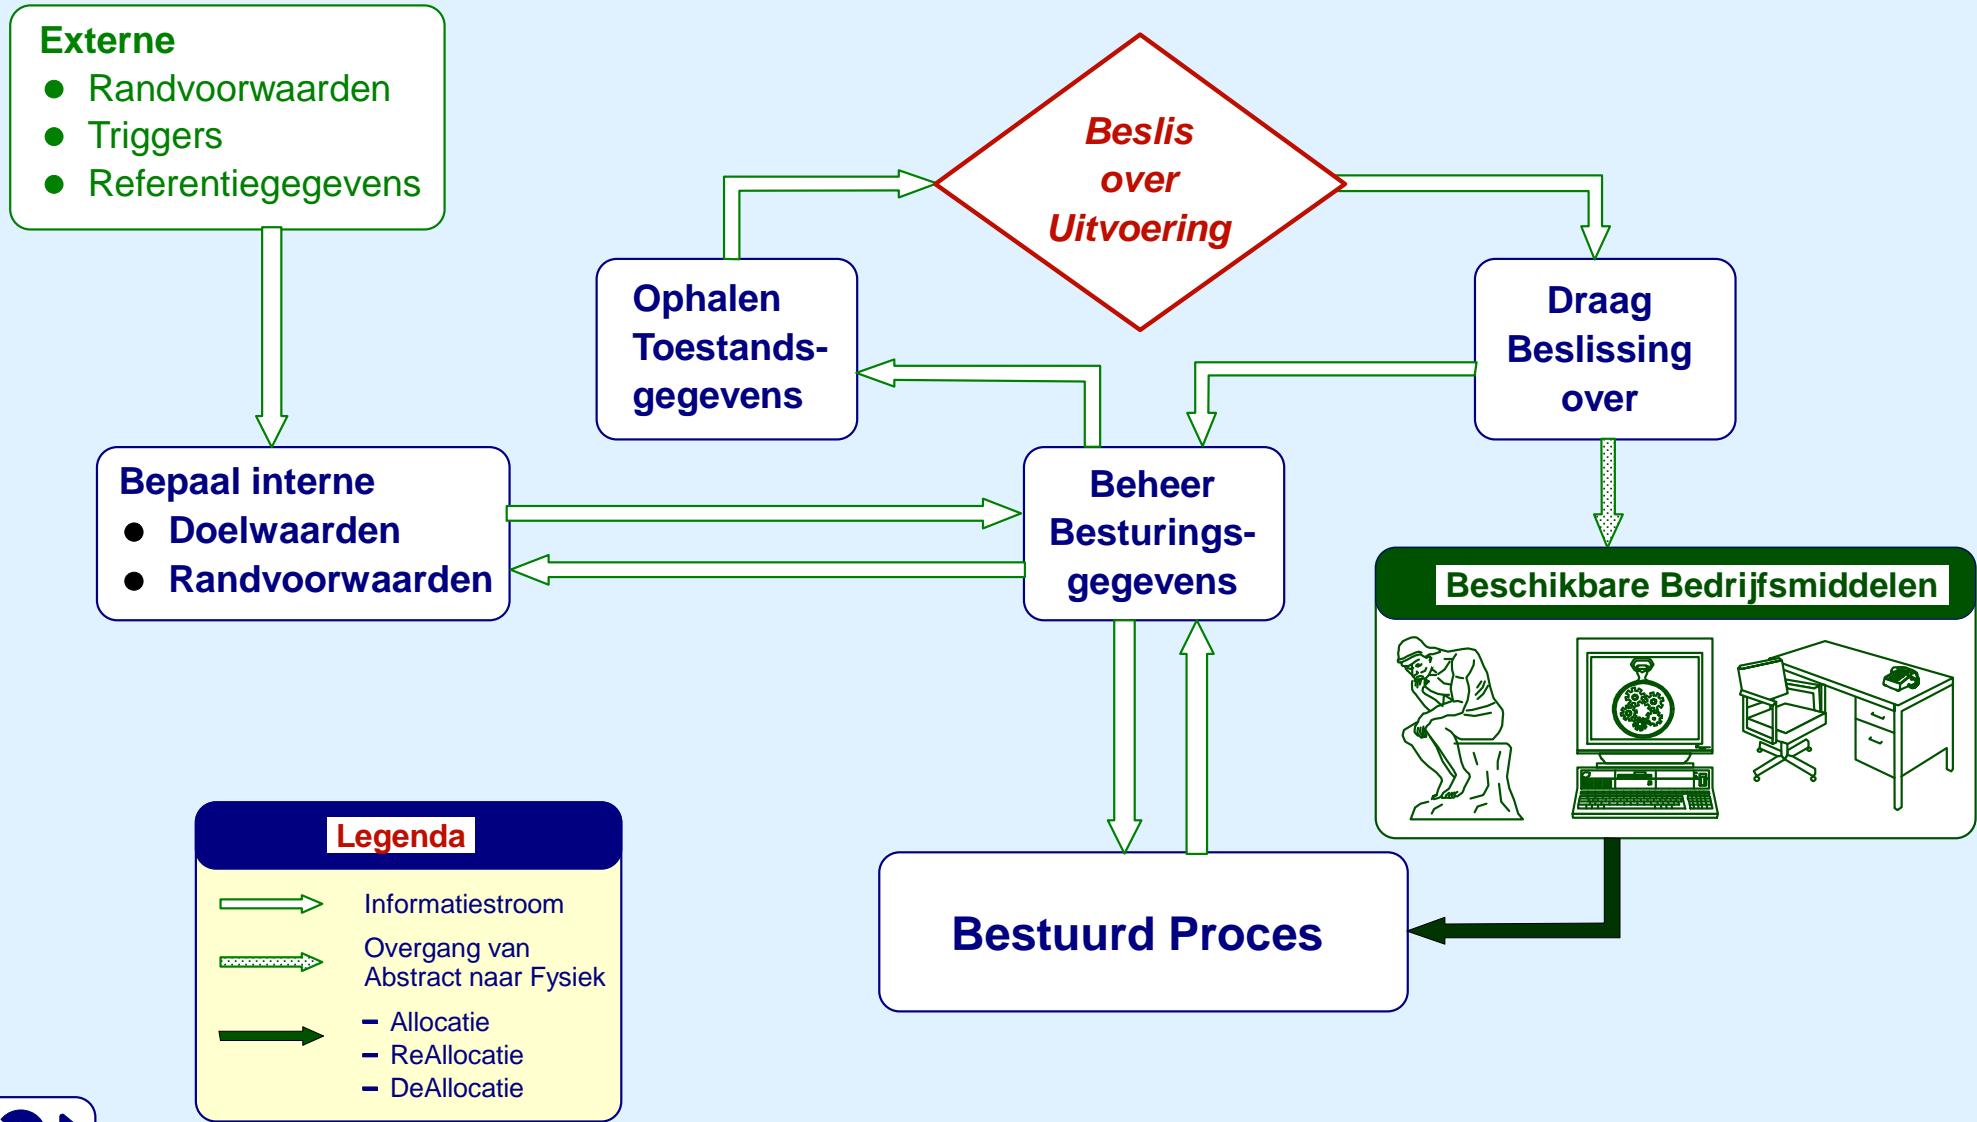 Externe
● Randvoorwaarden
● Triggers
● Referentiegegevens
Beslis
over
Uitvoering
Ophalen
Toestands-
gegevens
Draag
Beslissing
over
Bepaal interne
● Doelwaarden
● Randvoorwaarden
Beheer
Besturings-
gegevens
Beschikbare Bedrijfsmiddelen
Bestuurd Proces
Legenda
Informatiestroom
Overgang van
Abstract naar Fysiek
– Allocatie
– ReAllocatie
– DeAllocatie